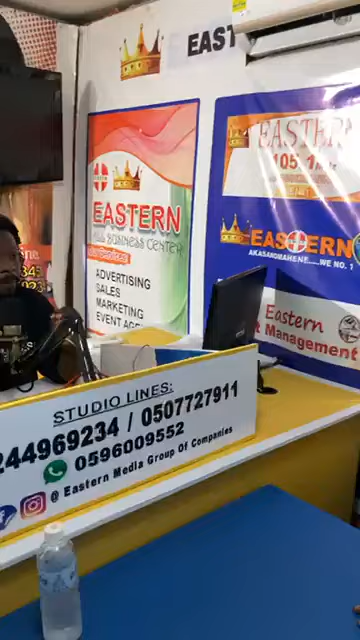 EAST
EASTERN
BUSINESS CENTER
Services
ADVERTISING
SALES
MARKETING
EVENT
EASTERN
105.1
EASTERN
AKASANOMAHENE.....WE NO. 1
Eastern
Management
STUDIO LINES:
244969234 / 0507727911
0596009552
@ Eastern Media Group Of Companies